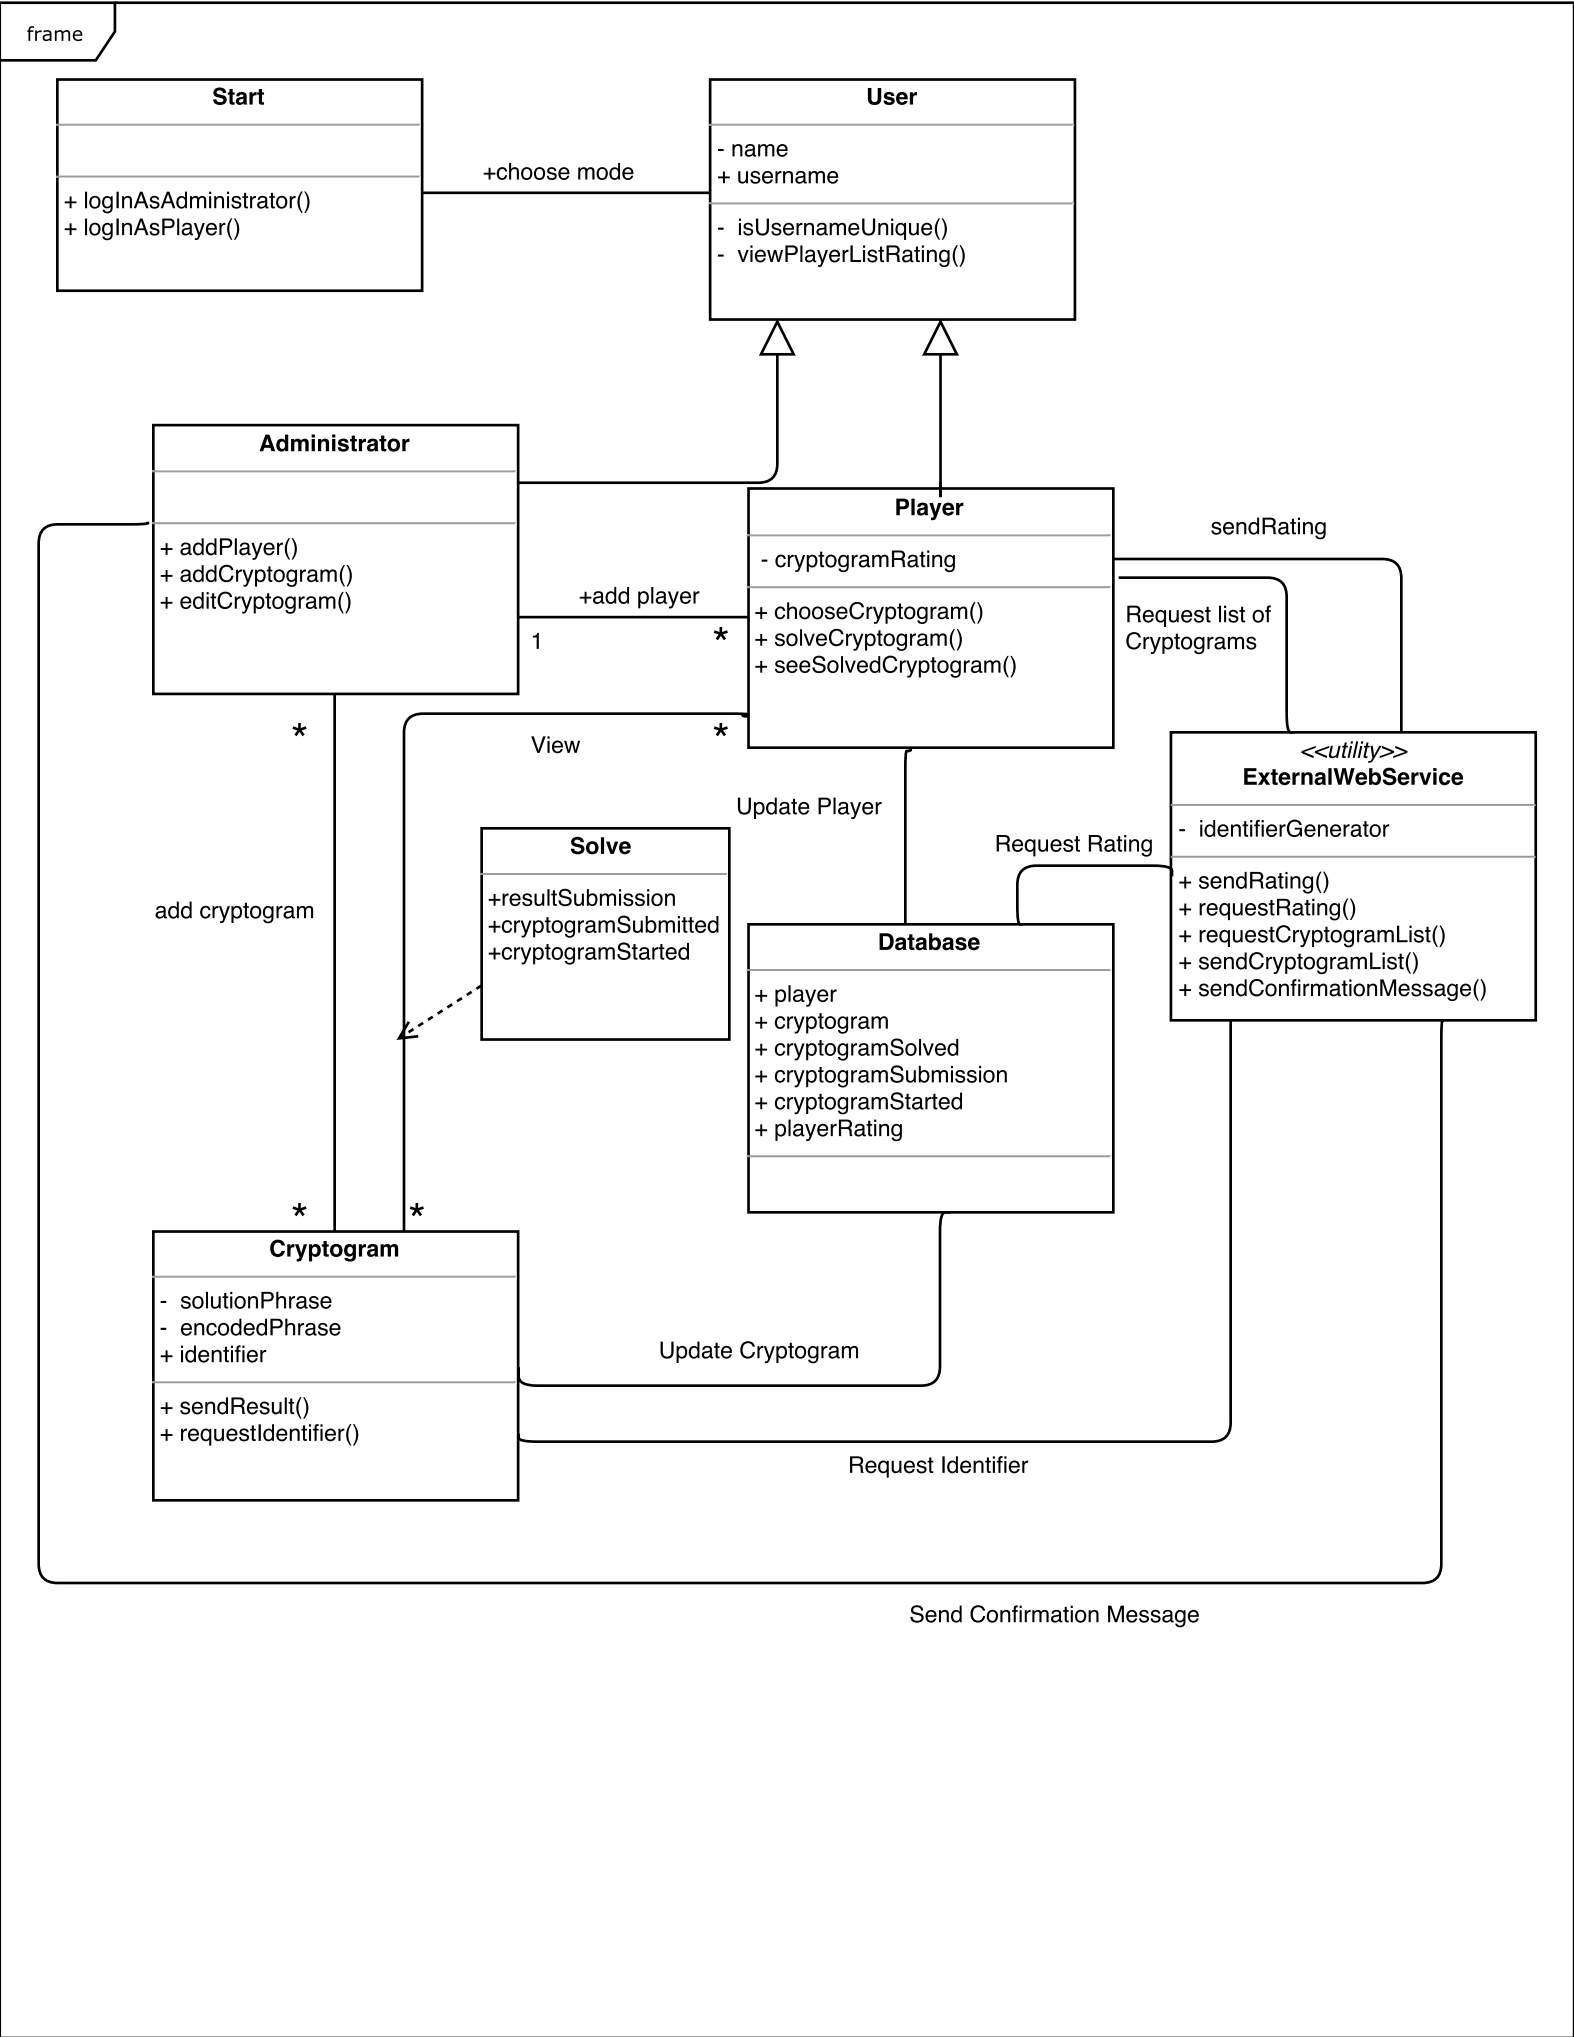 frame
Start
+ logInAsAdministrator()
+ logInAsPlayer()
+choose mode
User
- name
+ username
- isUsernameUnique()
- viewPlayerListRating()
Administrator
+ addPlayer()
+ addCryptogram()
+ editCryptogram()
+add player
1
*
Player
- cryptogramRating
+ chooseCryptogram()
+ solveCryptogram()
+ seeSolvedCryptogram()
sendRating
Request list of
Cryptograms
*
View
*
<<utility>>
ExternalWebService
- identifierGenerator
+ sendRating()
+ requestRating()
+ requestCryptogramList()
+ sendCryptogramList()
+ sendConfirmationMessage()
Update Player
Request Rating
Solve
+resultSubmission
+cryptogramSubmitted
+cryptogramStarted
add cryptogram
Database
+ player
+ cryptogram
+ cryptogramSolved
+ cryptogramSubmission
+ cryptogramStarted
+ playerRating
*
*
Cryptogram
- solutionPhrase
- encodedPhrase
+ identifier
+ sendResult()
+ requestIdentifier()
Update Cryptogram
Request Identifier
Send Confirmation Message